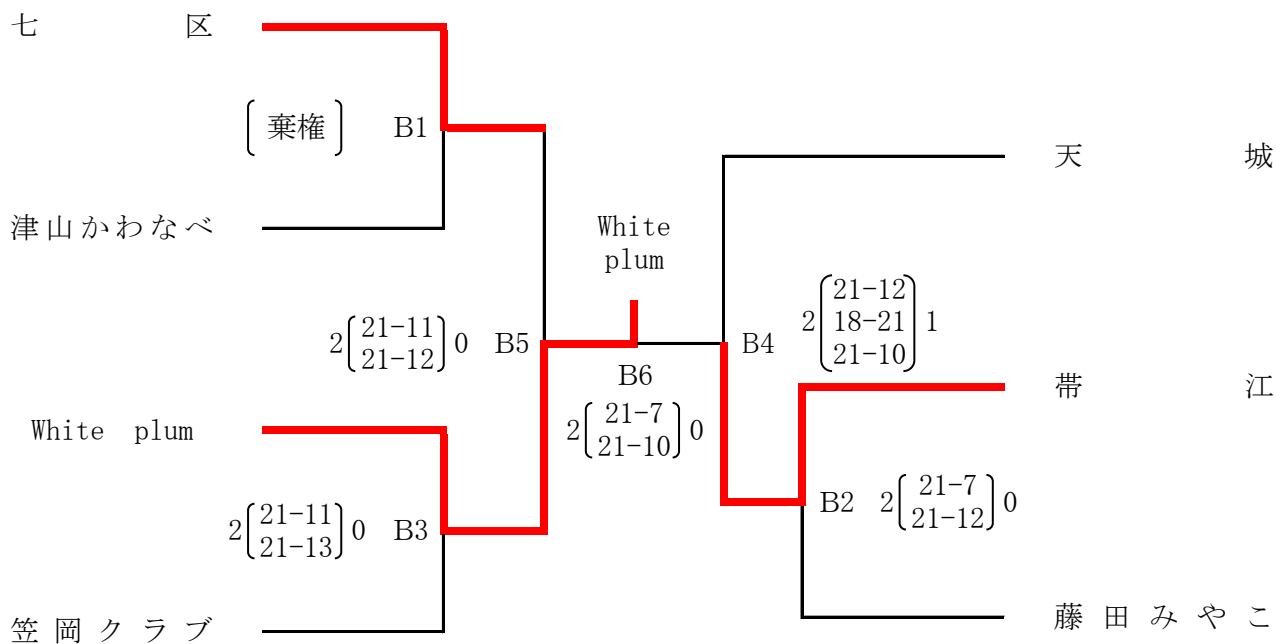 七区
〔棄権〕 B1
津山かわなべ
天城
White
plum
2 21-11 0 B5
21-12
B4 2 21-12 1
18-21
21-10
B6
2 21-7 0
21-10
帯江
White plum
2 21-11 0 B3
21-13
B2 2 21-7 0
21-12
笠岡クラブ
藤田みやこ